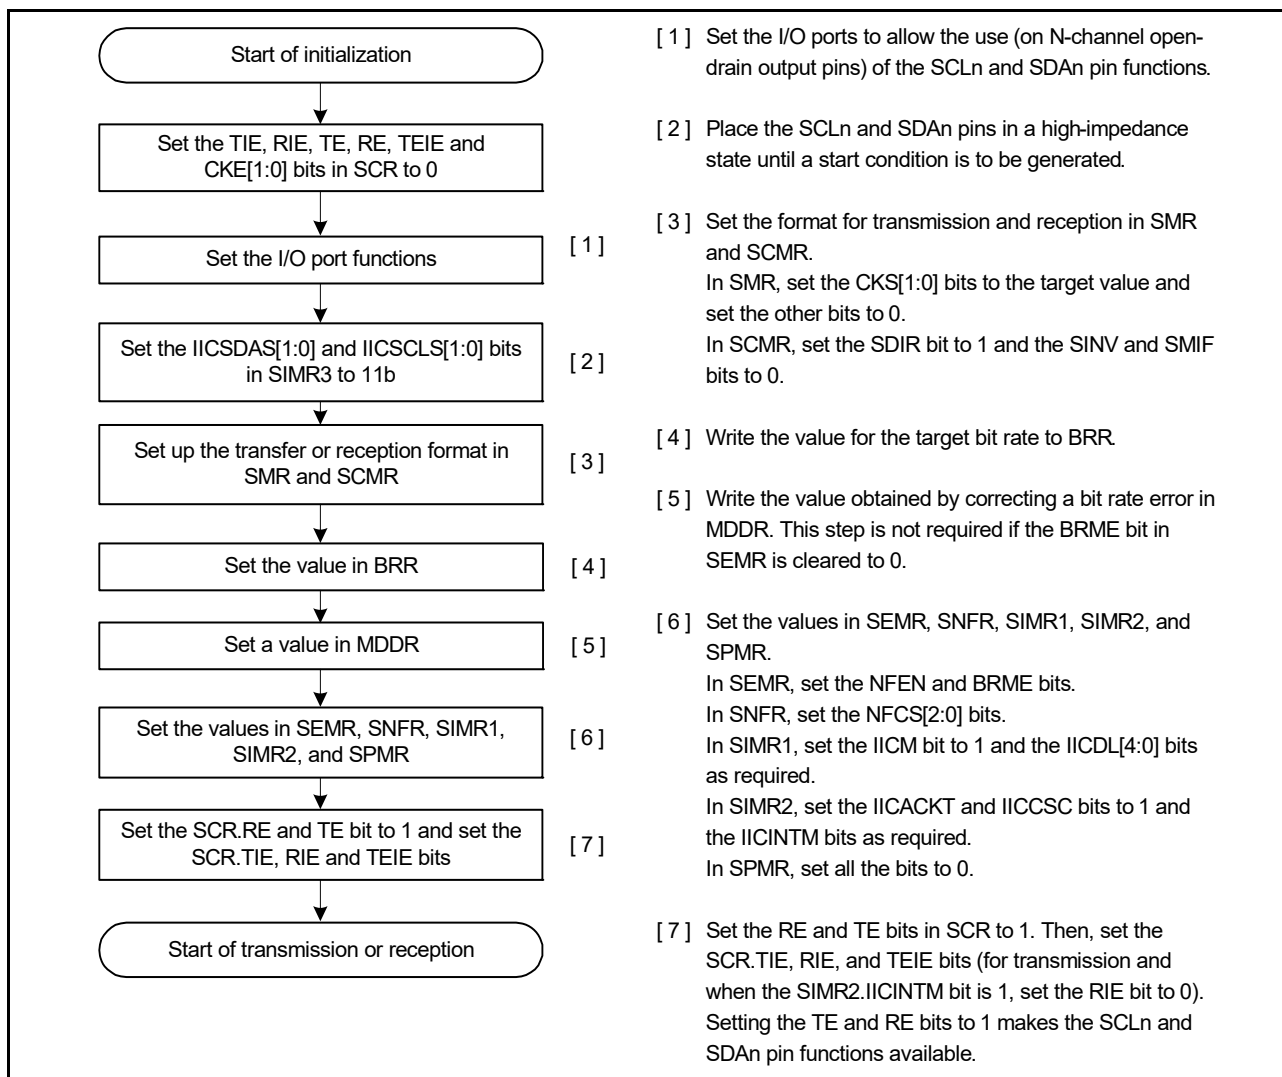 Start of initialization
Set the TIE, RIE, TE, RE, TEIE and
CKE[1:0] bits in SCR to 0
Set the I/O port functions
[ 1 ]
Set the IICSDAS[1:0] and IICSCLS[1:0] bits
in SIMR3 to 11b
[ 2 ]
Set up the transfer or reception format in
SMR and SCMR
[ 3 ]
Set the value in BRR
[ 4 ]
Set a value in MDDR
[ 5 ]
Set the values in SEMR, SNFR, SIMR1,
SIMR2, and SPMR
[ 6 ]
Set the SCR.RE and TE bit to 1 and set the
SCR.TIE, RIE and TEIE bits
[ 7 ]
Start of transmission or reception
[ 1 ] Set the I/O ports to allow the use (on N-channel open-
drain output pins) of the SCLn and SDAn pin functions.
[ 2 ] Place the SCLn and SDAn pins in a high-impedance
state until a start condition is to be generated.
[ 3 ] Set the format for transmission and reception in SMR
and SCMR.
In SMR, set the CKS[1:0] bits to the target value and
set the other bits to 0.
In SCMR, set the SDIR bit to 1 and the SINV and SMIF
bits to 0.
[ 4 ] Write the value for the target bit rate to BRR.
[ 5 ] Write the value obtained by correcting a bit rate error in
MDDR. This step is not required if the BRME bit in
SEMR is cleared to 0.
[ 6 ] Set the values in SEMR, SNFR, SIMR1, SIMR2, and
SPMR.
In SEMR, set the NFEN and BRME bits.
In SNFR, set the NFCS[2:0] bits.
In SIMR1, set the IICM bit to 1 and the IICDL[4:0] bits
as required.
In SIMR2, set the IICACKT and IICCSC bits to 1 and
the IICINTM bits as required.
In SPMR, set all the bits to 0.
[ 7 ] Set the RE and TE bits in SCR to 1. Then, set the
SCR.TIE, RIE, and TEIE bits (for transmission and
when the SIMR2.IICINTM bit is 1, set the RIE bit to 0).
Setting the TE and RE bits to 1 makes the SCLn and
SDAn pin functions available.